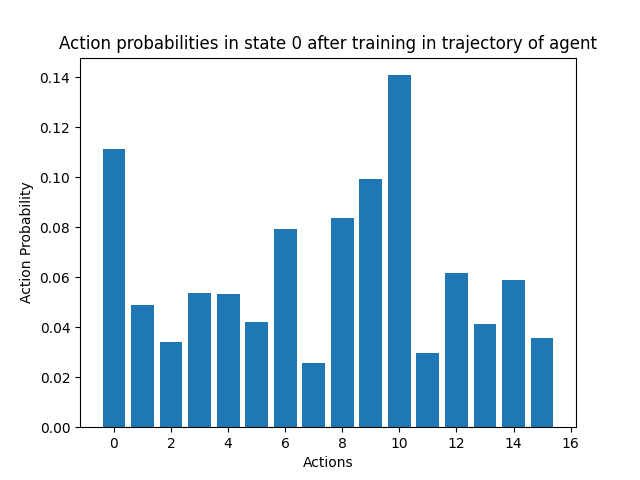 Action probabilities in state 0 after training in trajectory of agent
0.14
0.12
0.10
0.08
0.06
0.04
0.02
0.00
Action Probability
0 2 4 6 8 10 12 14 16
Actions